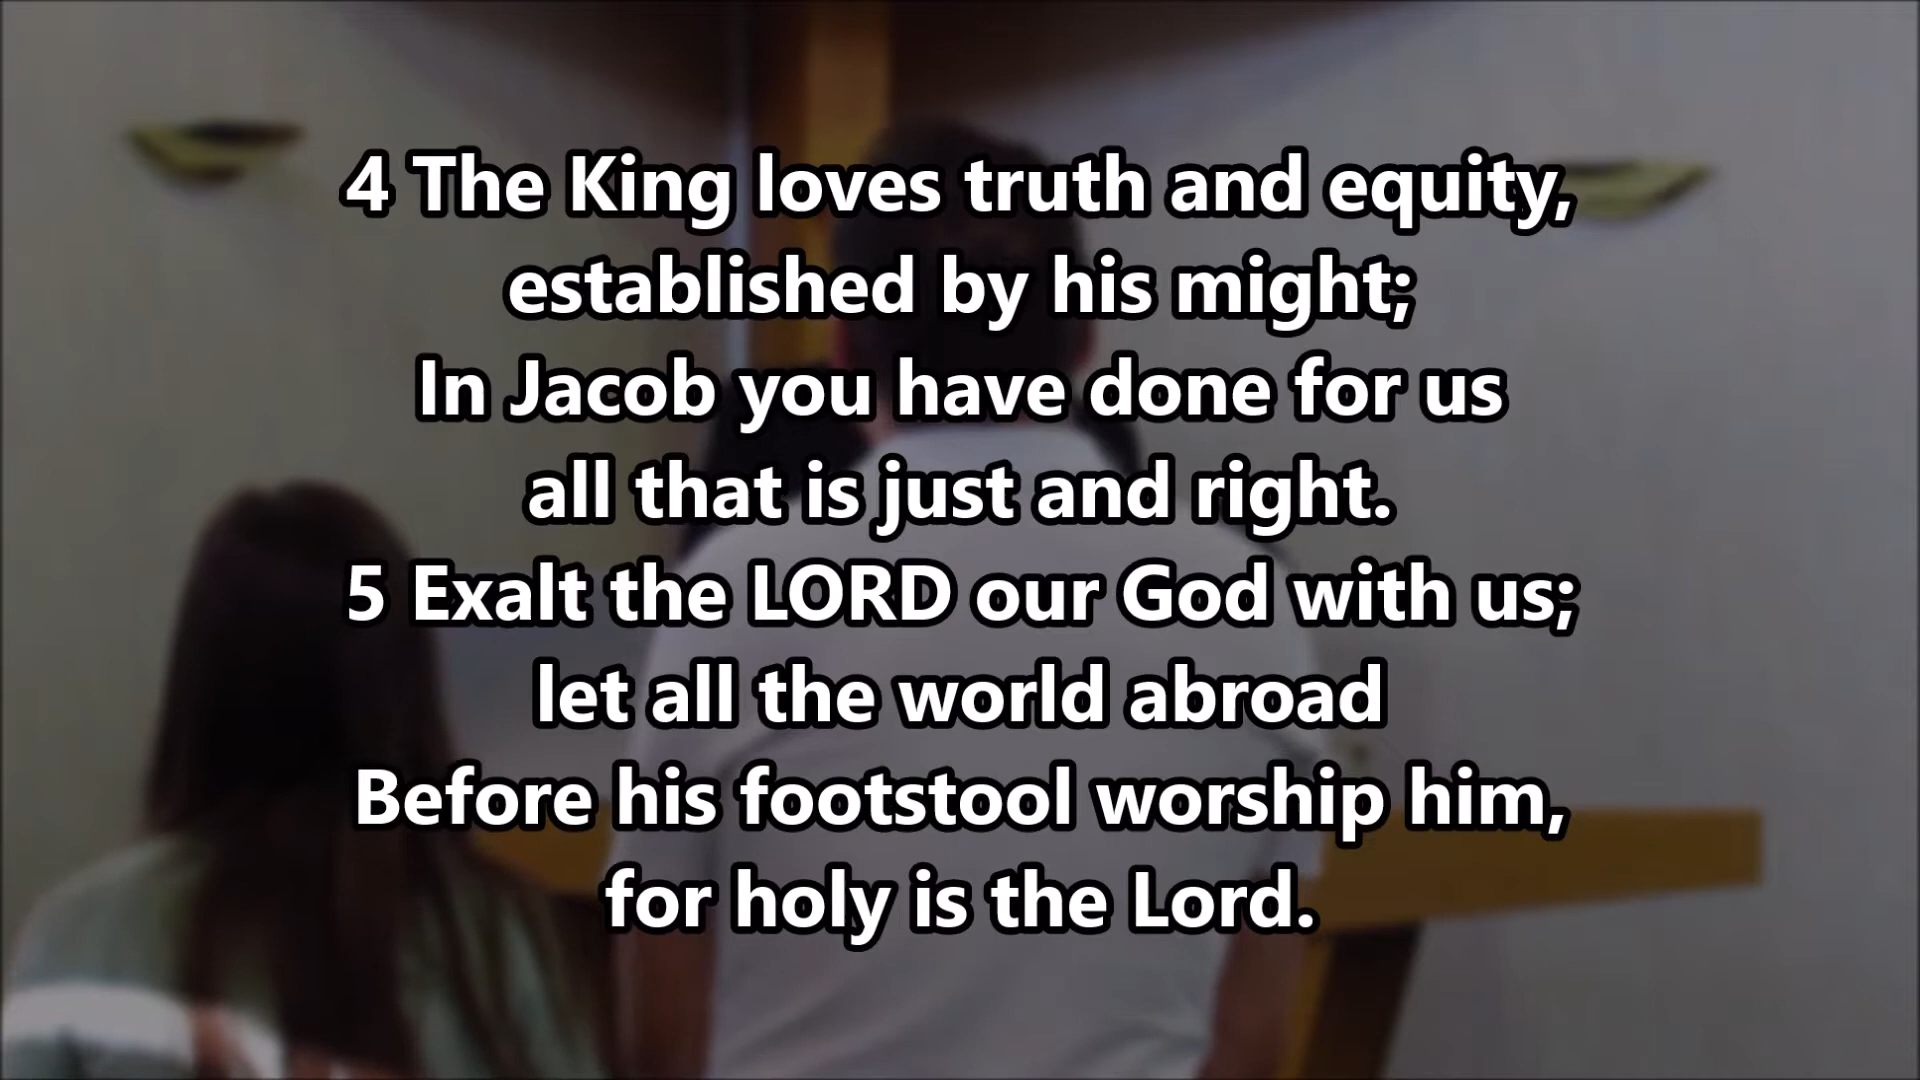 4 The King loves truth and equity,
established by his might;
In Jacob you have done for us
all that is just and right.
5 Exalt the LORD our God with us;
let all the world abroad
Before his footstool worship him,
for holy is the Lord.